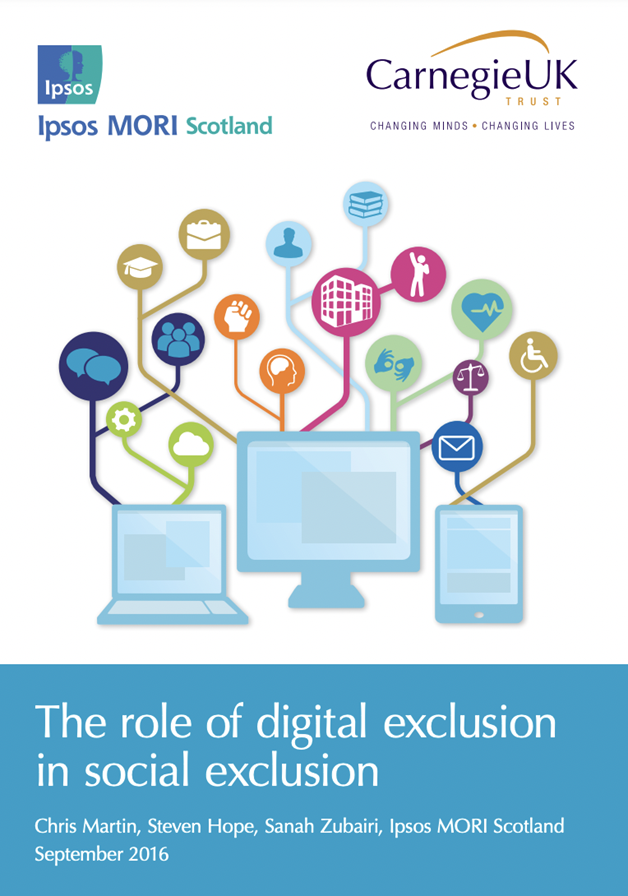 Ipsos
Ipsos MORI Scotland
CarnegieUK
TRUST
CHANGING MINDS • CHANGING LIVES
The role of digital exclusion
in social exclusion
Chris Martin, Steven Hope, Sanah Zubairi, Ipsos MORI Scotland
September 2016